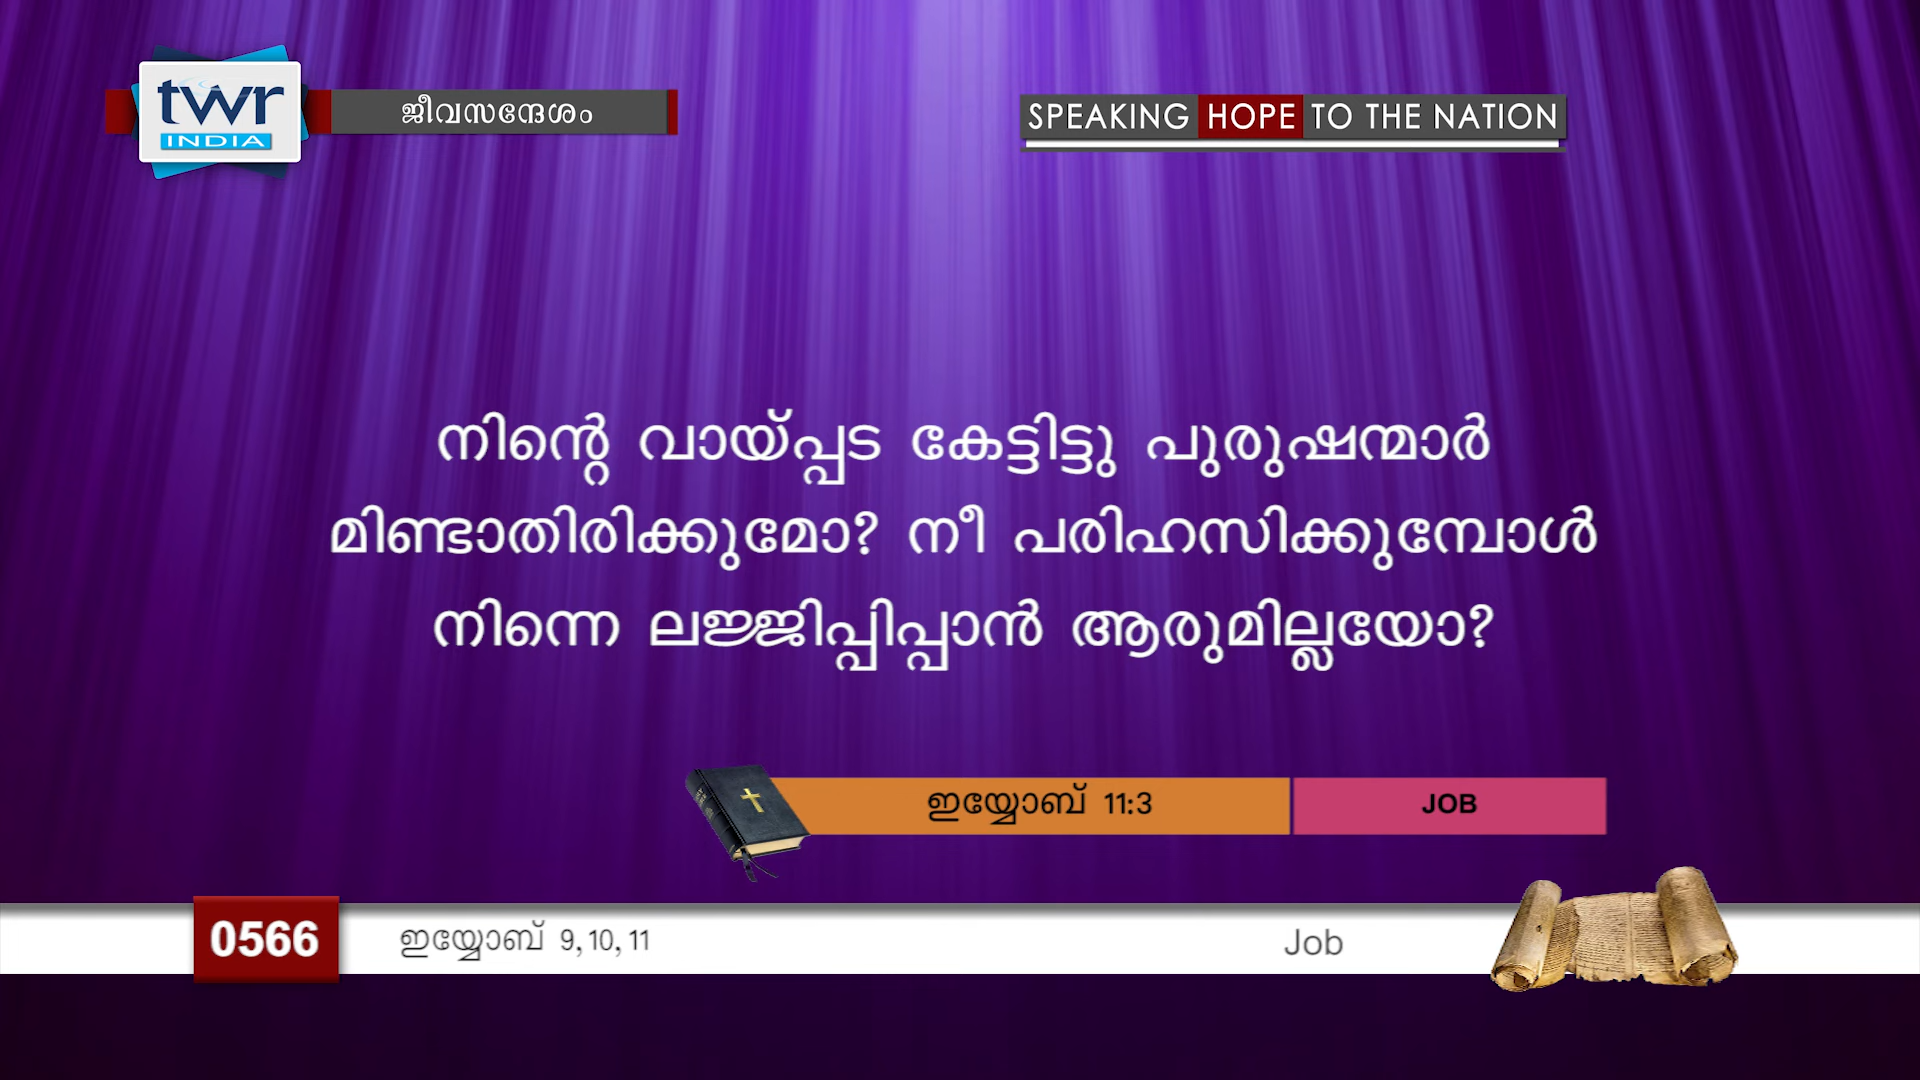 twr
INDIA
ജീവസന്ദേശം
SPEAKING HOPE TO THE NATION
നിന്റെ വായ്പ്പട കേട്ടിട്ടു പുരുഷന്മാർ
മിണ്ടാതിരിക്കുമോ? നീ പരിഹസിക്കുമ്പോൾ
നിന്നെ ലജ്ജിപ്പിപ്പാൻ ആരുമില്ലയോ?
ഇയ്യോബ് 11:3 JOB
0566 ഇയ്യോബ് 9, 10, 11 Job